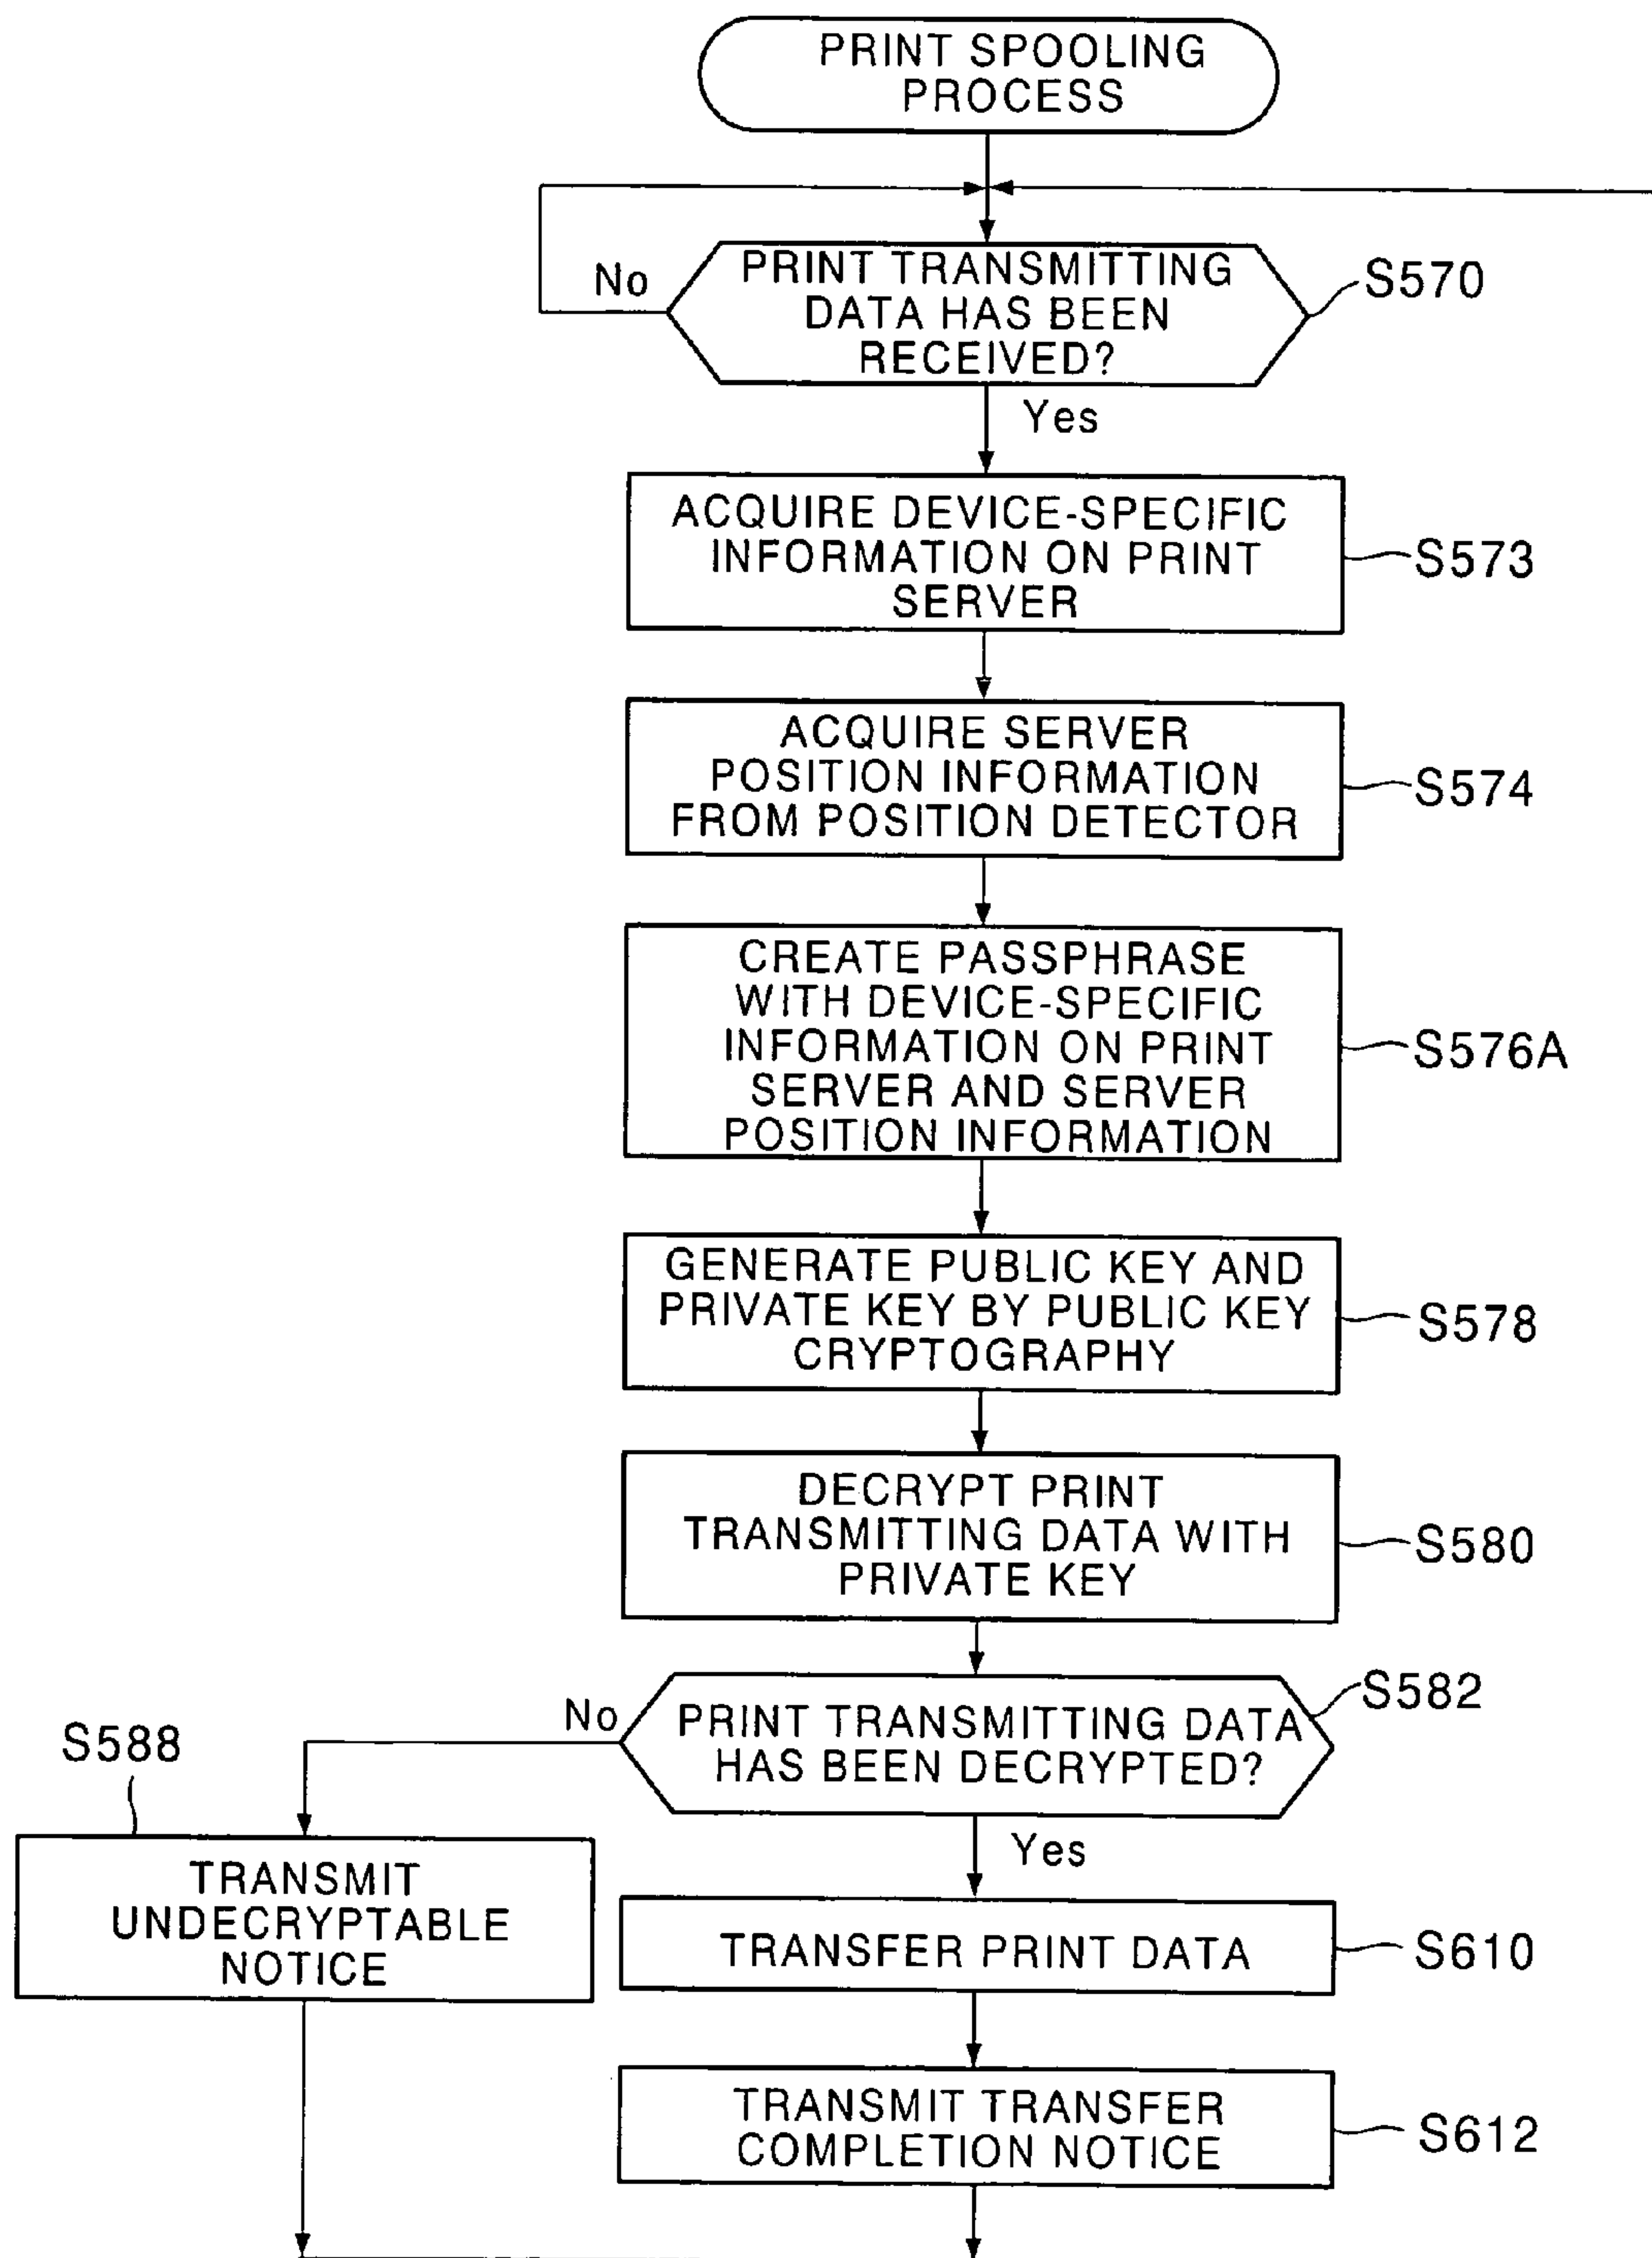 PRINT SPOOLING
PROCESS
PRINT TRANSMITTING
DATA HAS BEEN
RECEIVED?
No
S570
Yes
ACQUIRE DEVICE-SPECIFIC
INFORMATION ON PRINT
SERVER
S573
ACQUIRE SERVER
POSITION INFORMATION
FROM POSITION DETECTOR
S574
CREATE PASSPHRASE
WITH DEVICE-SPECIFIC
INFORMATION ON PRINT
SERVER AND SERVER
POSITION INFORMATION
S576A
GENERATE PUBLIC KEY AND
PRIVATE KEY BY PUBLIC KEY
CRYPTOGRAPHY
S578
DECRYPT PRINT
TRANSMITTING DATA WITH
PRIVATE KEY
S580
PRINT TRANSMITTING DATA
HAS BEEN DECRYPTED?
S582
No
S588
Yes
TRANSMIT
UNDECRYPTABLE
NOTICE
TRANSFER PRINT DATA
S610
TRANSMIT TRANSFER
COMPLETION NOTICE
S612